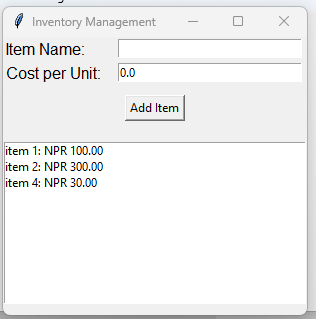 Inventory Management
Item Name:
Cost per Unit: 0.0
Add Item
item 1: NPR 100.00
item 2: NPR 300.00
item 4: NPR 30.00